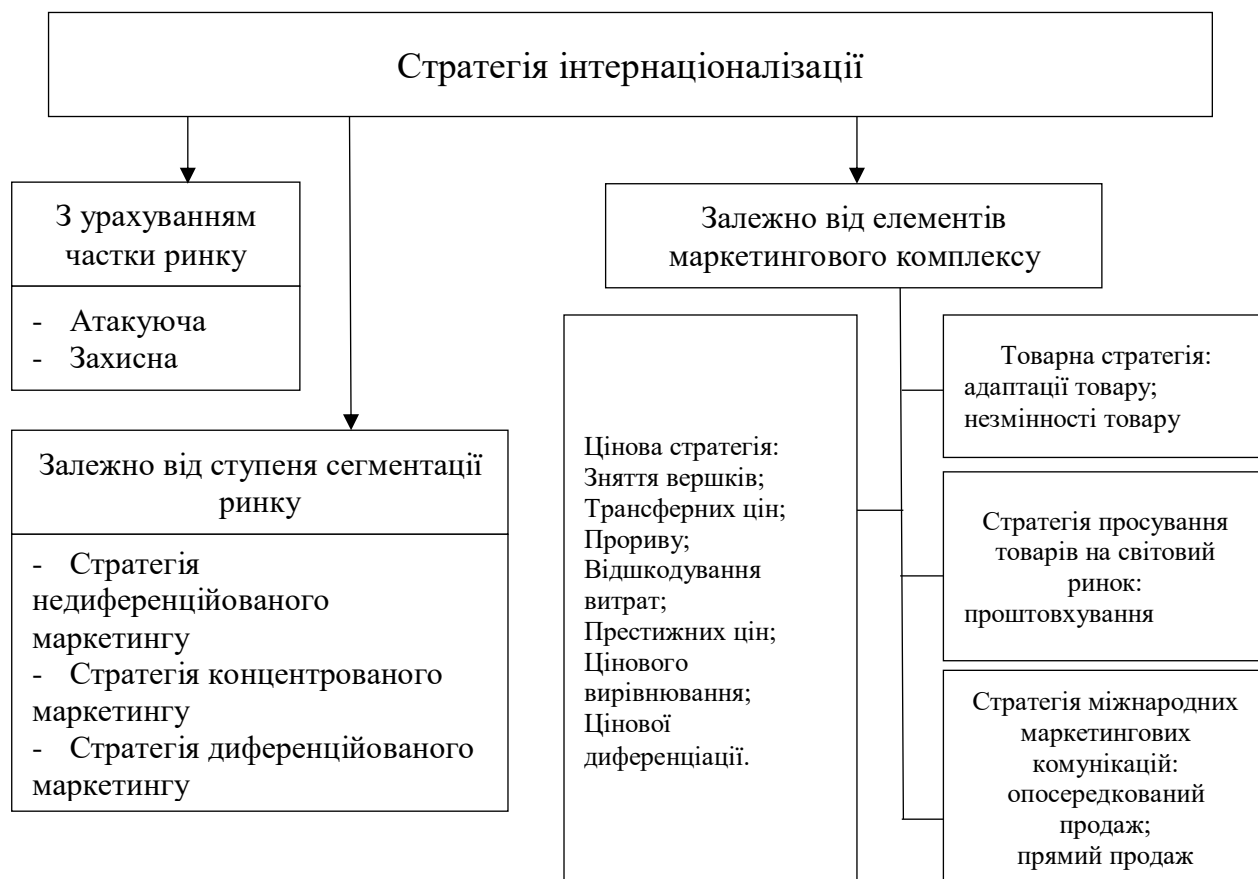 Стратегія інтернаціоналізації
З урахуванням
частки ринку
- Атакуюча
- Захисна
Залежно від ступеня сегментації
ринку
- Стратегія
недиференційованого
маркетингу
- Стратегія концентрованого
маркетингу
- Стратегія диференційованого
маркетингу
Залежно від елементів
маркетингового комплексу
Цінова стратегія:
Зняття вершків;
Трансферних цін;
Прориву;
Відшкодування
витрат;
Престижних цін;
Цінового
вирівнювання;
Цінової
диференціації.
Товарна стратегія:
адаптації товару;
незмінності товару
Стратегія просування
товарів на світовий
ринок:
проштовхування
Стратегія міжнародних
маркетингових
комунікацій:
опосередкований
продаж;
прямий продаж